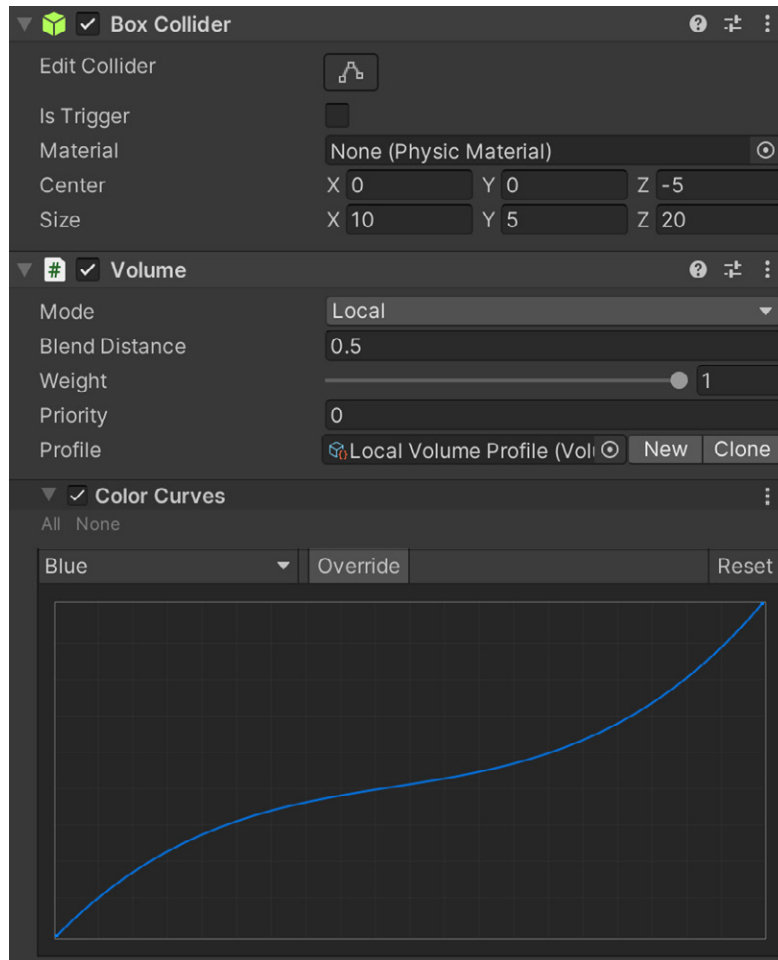 Box Collider
Edit Collider
Is Trigger
Material None (Physic Material)
Center X 0 Y 0 Z -5
Size X 10 Y 5 Z 20
# Volume
Mode Local
Blend Distance 0.5
Weight 1
Priority 0
Profile Local Volume Profile (Volu New Clone
Color Curves
All None
Blue Override Reset